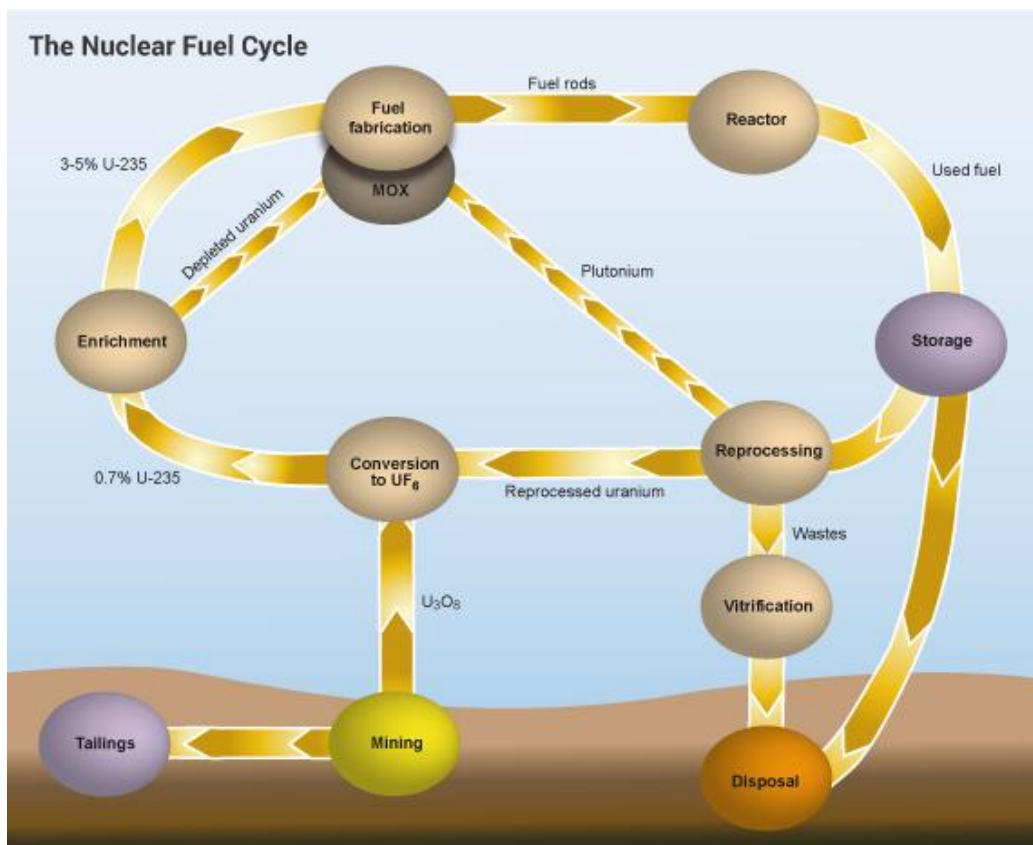 The Nuclear Fuel Cycle
Fuel rods
Fuel
fabrication
Reactor
3-5% U-235
Used fuel
MOX
Depleted uranium
Plutonium
Enrichment
Storage
Reprocessing
Conversion
to UF₆
0.7% U-235
Reprocessed uranium
Wastes
Vitrification
U₃O₈
Tailings
Mining
Disposal